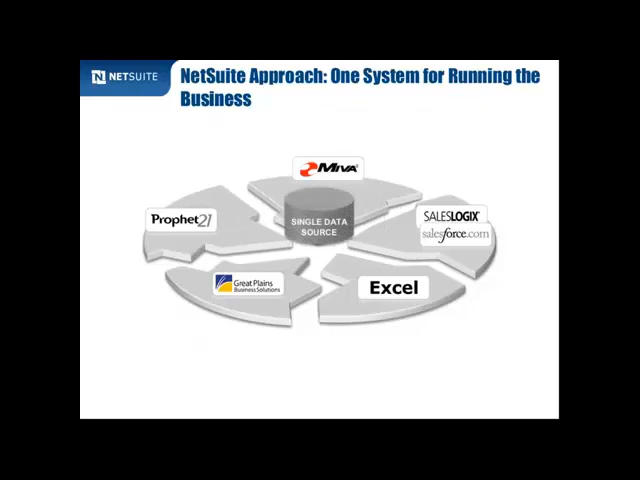 NETSUITE
NetSuite Approach: One System for Running the
Business
MIVA
SINGLE DATA
SOURCE
Prophet 21
SALESLOGIX
salesforce.com
Great Plains
Business Solutions
Excel